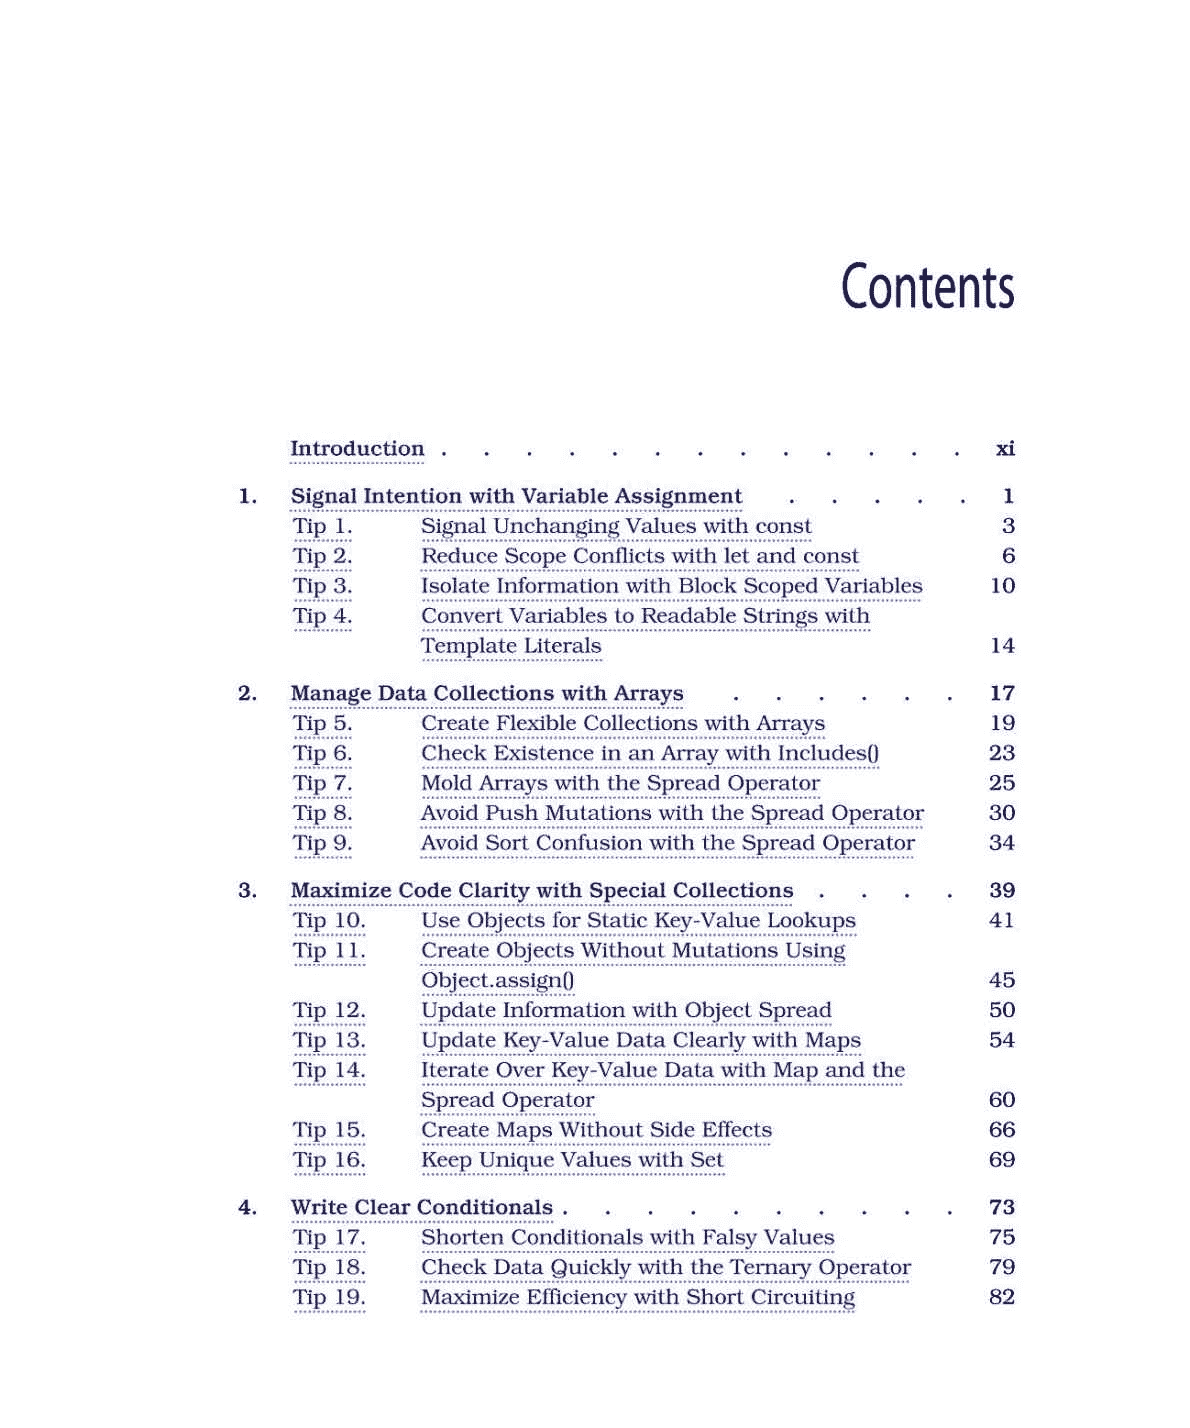 Contents
Introduction . . . . . . . . . . . . . xi
1. Signal Intention with Variable Assignment . . . . . 1
Tip 1. Signal Unchanging Values with const 3
Tip 2. Reduce Scope Conflicts with let and const 6
Tip 3. Isolate Information with Block Scoped Variables 10
Tip 4. Convert Variables to Readable Strings with
Template Literals 14
2. Manage Data Collections with Arrays . . . . . . 17
Tip 5. Create Flexible Collections with Arrays 19
Tip 6. Check Existence in an Array with Includes() 23
Tip 7. Mold Arrays with the Spread Operator 25
Tip 8. Avoid Push Mutations with the Spread Operator 30
Tip 9. Avoid Sort Confusion with the Spread Operator 34
3. Maximize Code Clarity with Special Collections . . . . 39
Tip 10. Use Objects for Static Key-Value Lookups 41
Tip 11. Create Objects Without Mutations Using
Object.assign() 45
Tip 12. Update Information with Object Spread 50
Tip 13. Update Key-Value Data Clearly with Maps 54
Tip 14. Iterate Over Key-Value Data with Map and the
Spread Operator 60
Tip 15. Create Maps Without Side Effects 66
Tip 16. Keep Unique Values with Set 69
4. Write Clear Conditionals . . . . . . . . . . 73
Tip 17. Shorten Conditionals with Falsy Values 75
Tip 18. Check Data Quickly with the Ternary Operator 79
Tip 19. Maximize Efficiency with Short Circuiting 82